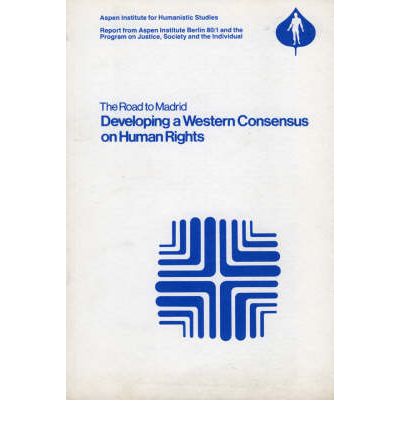 Aspen Institute for Humanistic Studies
Report from Aspen Institute Berlin 80/1 and the
Program on Justice, Society and the Individual
The Road to Madrid
Developing a Western Consensus
on Human Rights